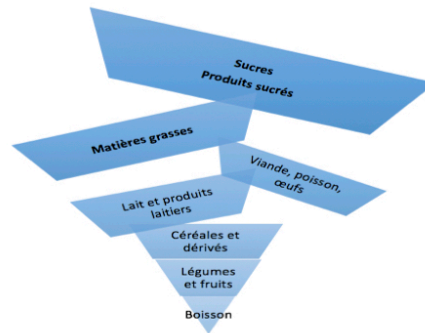 Sucres
Produits sucrés
Matières grasses
Viande, poisson,
œufs
Lait et produits
laitiers
Céréales et
dérivés
Légumes
et fruits
Boisson